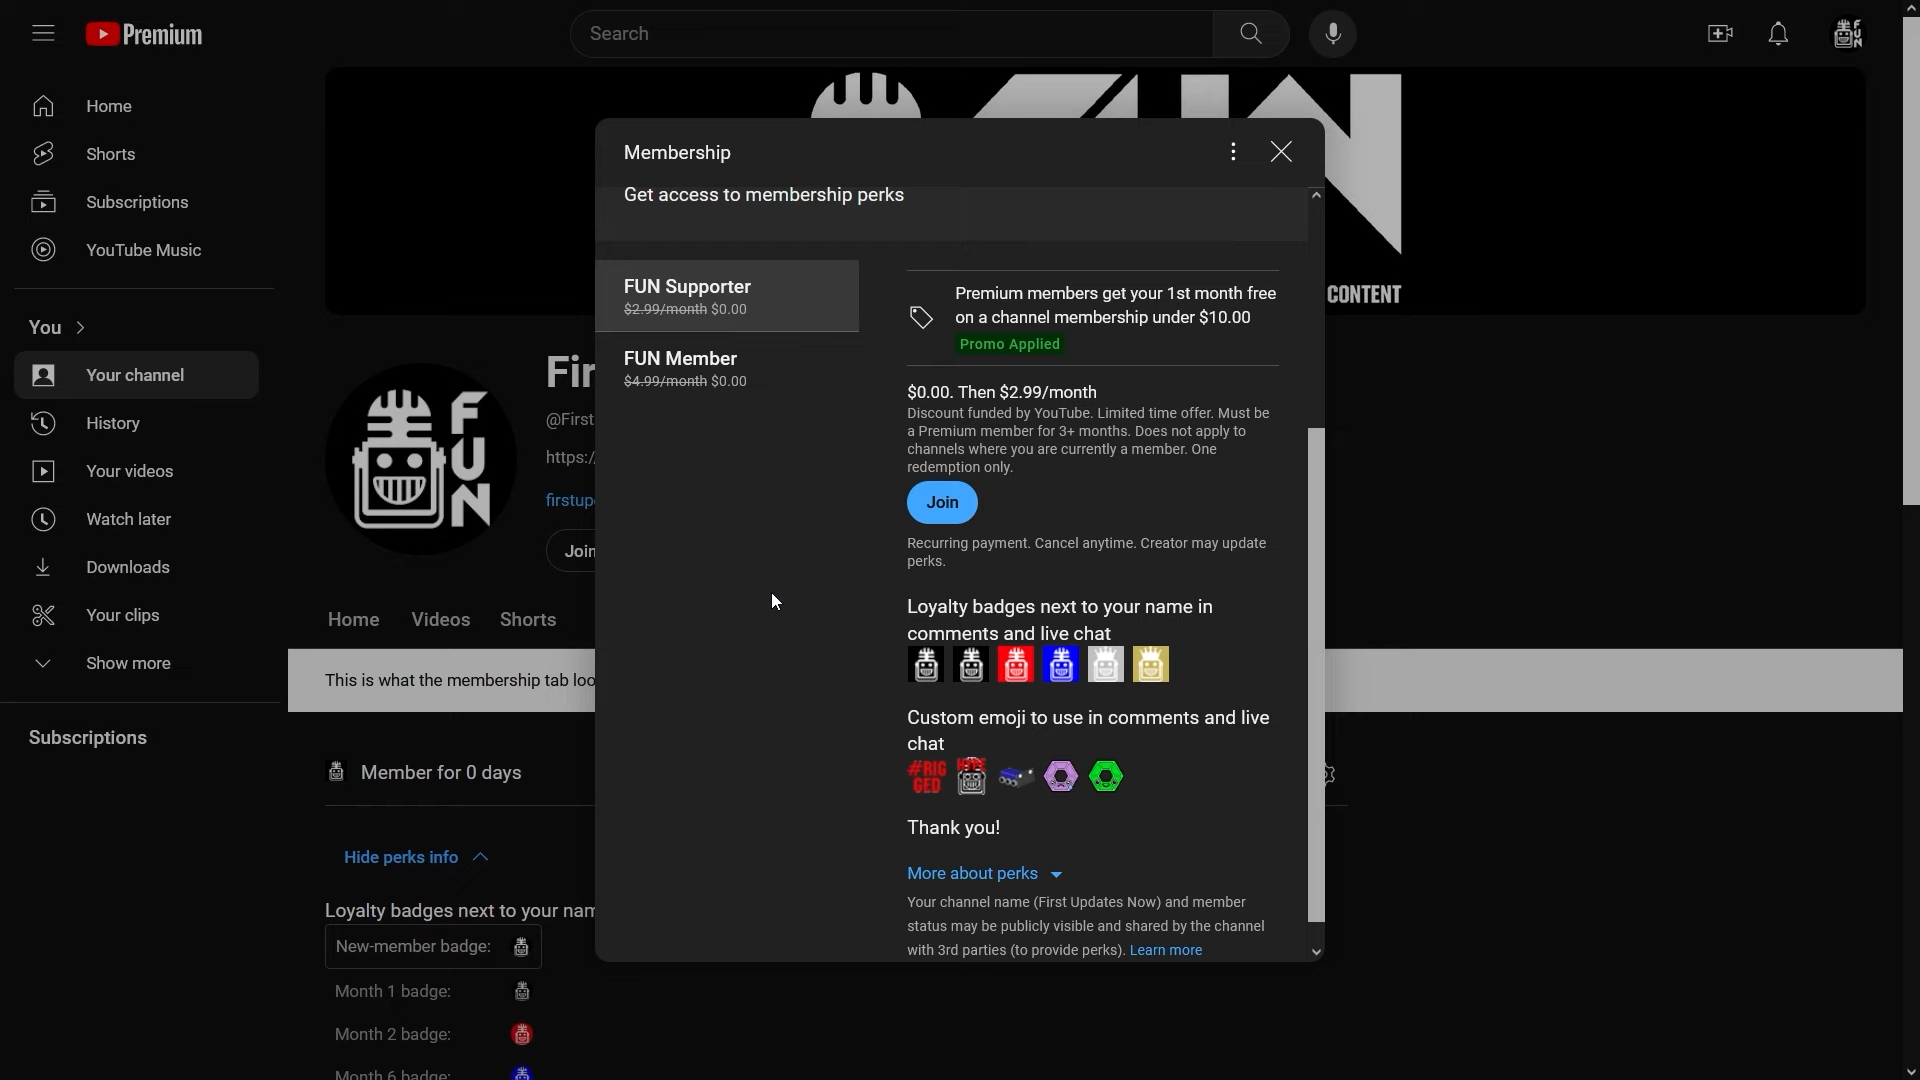 Premium
Search
FUN
Home
Shorts
Subscriptions
YouTube Music
You
Your channel
History
Your videos
Watch later
Downloads
Your clips
Show more
Subscriptions
CONTENT
FUN
Fir
@First
https:/
firstup
Join
Home Videos Shorts
This is what the membership tab loo
Member for 0 days
Hide perks info
Loyalty badges next to your nam
New-member badge:
Month 1 badge:
Month 2 badge:
Month 6 badge:
Membership
Get access to membership perks
FUN Supporter
$2.99/month $0.00
FUN Member
$4.99/month $0.00
Premium members get your 1st month free
on a channel membership under $10.00
Promo Applied
$0.00. Then $2.99/month
Discount funded by YouTube. Limited time offer. Must be
a Premium member for 3+ months. Does not apply to
channels where you are currently a member. One
redemption only.
Join
Recurring payment. Cancel anytime. Creator may update
perks.
Loyalty badges next to your name in
comments and live chat
Custom emoji to use in comments and live
chat
#RIG
GED
HYPE
Thank you!
More about perks
Your channel name (First Updates Now) and member
status may be publicly visible and shared by the channel
with 3rd parties (to provide perks). Learn more